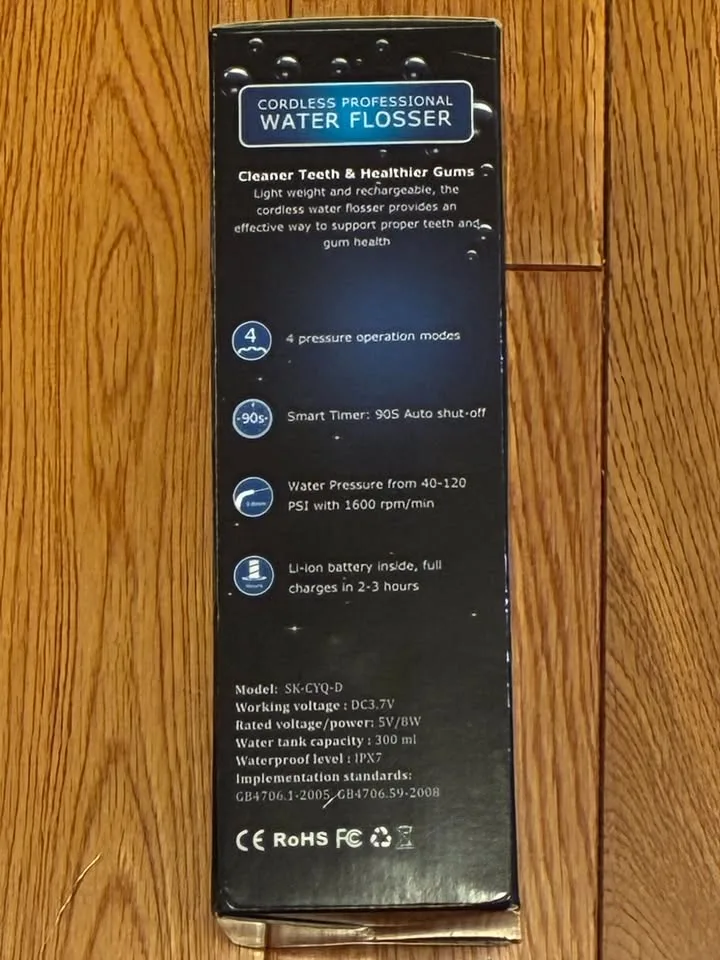 CORDLESS PROFESSIONAL
WATER FLOSSER
Cleaner Teeth & Healthier Gums
Light weight and rechargeable, the
cordless water flosser provides an
effective way to support proper teeth and
gum health
4
4 pressure operation modes
90s
Smart Timer: 90S Auto shut-off
Water Pressure from 40-120
PSI with 1600 rpm/min
Li-ion battery inside, full
charges in 2-3 hours
Model: SK-CYQ-D
Working voltage : DC3.7V
Rated voltage/power: 5V/8W
Water tank capacity : 300 ml
Waterproof level : IPX7
Implementation standards:
GB4706.1-2005 GB4706.59-2008
CE RoHS FC